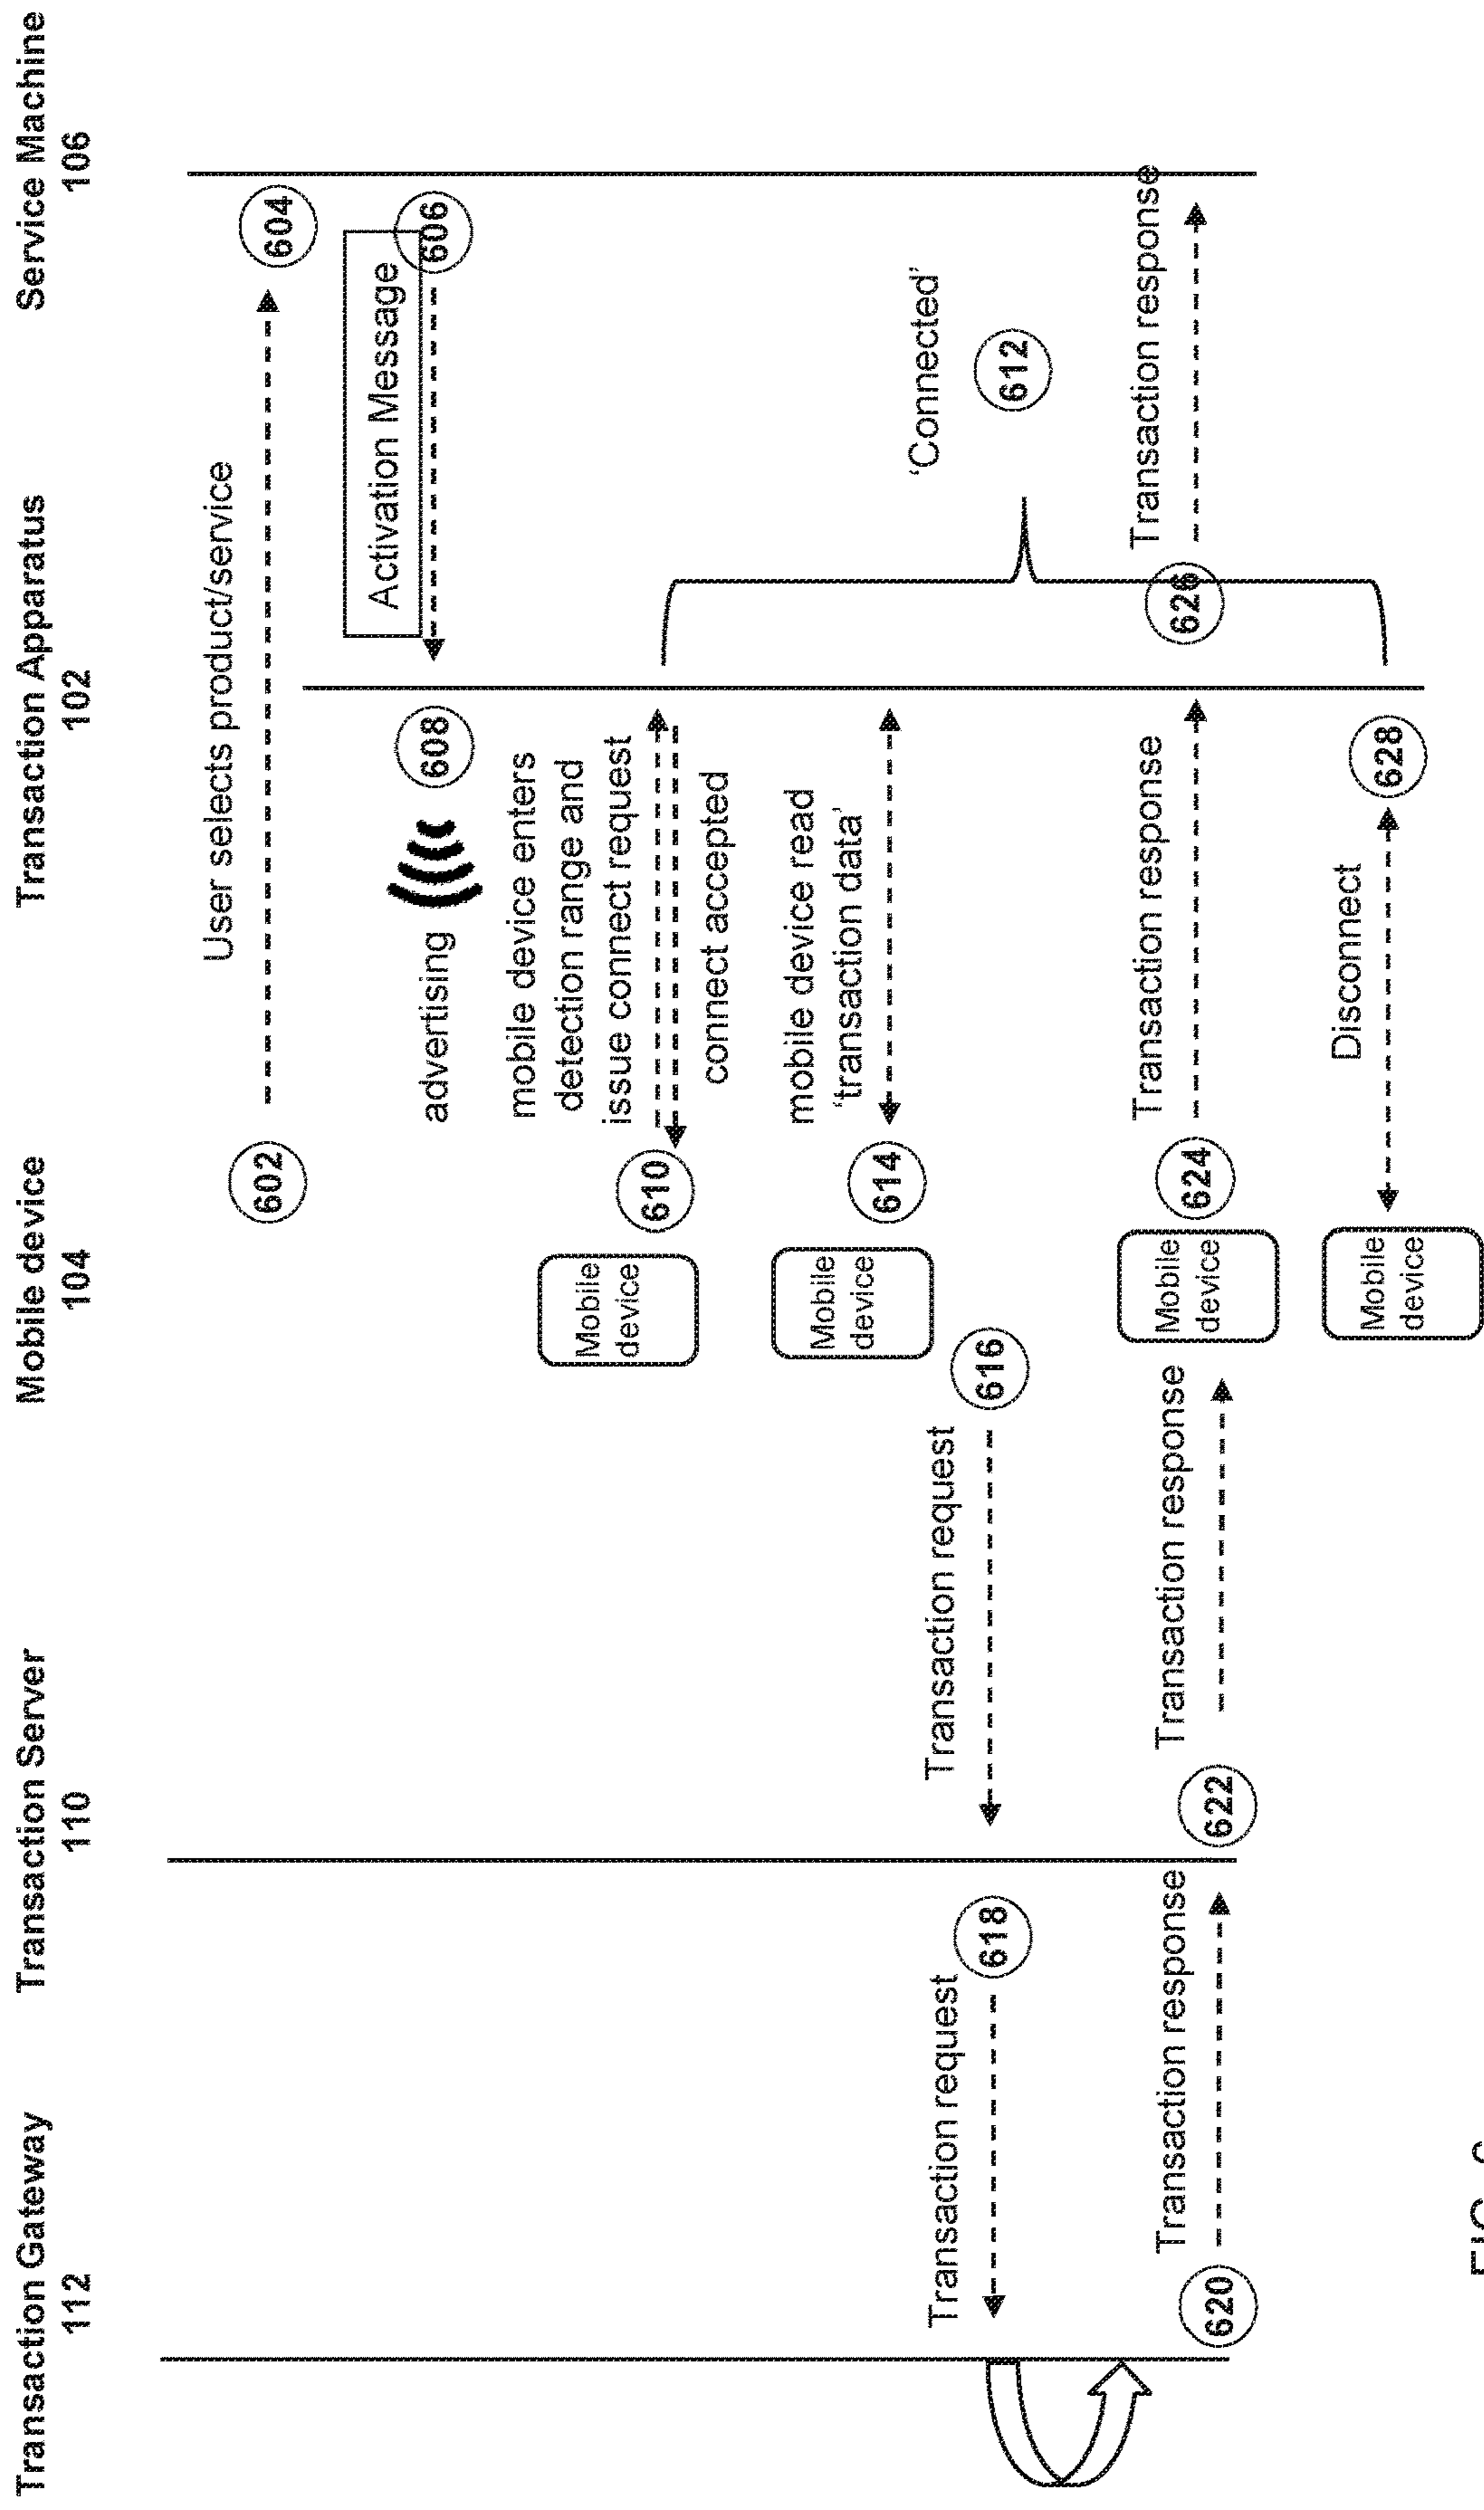 Transaction Gateway
112
Transaction Server
110
Mobile device
104
Transaction Apparatus
102
Service Machine
106
User selects product/service
602
604
Activation Message
606
advertising
608
mobile device enters
detection range and
issue connect request
connect accepted
Mobile
device
610
'Connected'
612
mobile device read
'transaction data'
Mobile
device
614
Transaction request
616
Transaction request
618
620
Transaction response
622
Transaction response
Mobile
device
624
Transaction response
626
Transaction response
Disconnect
Mobile
device
628